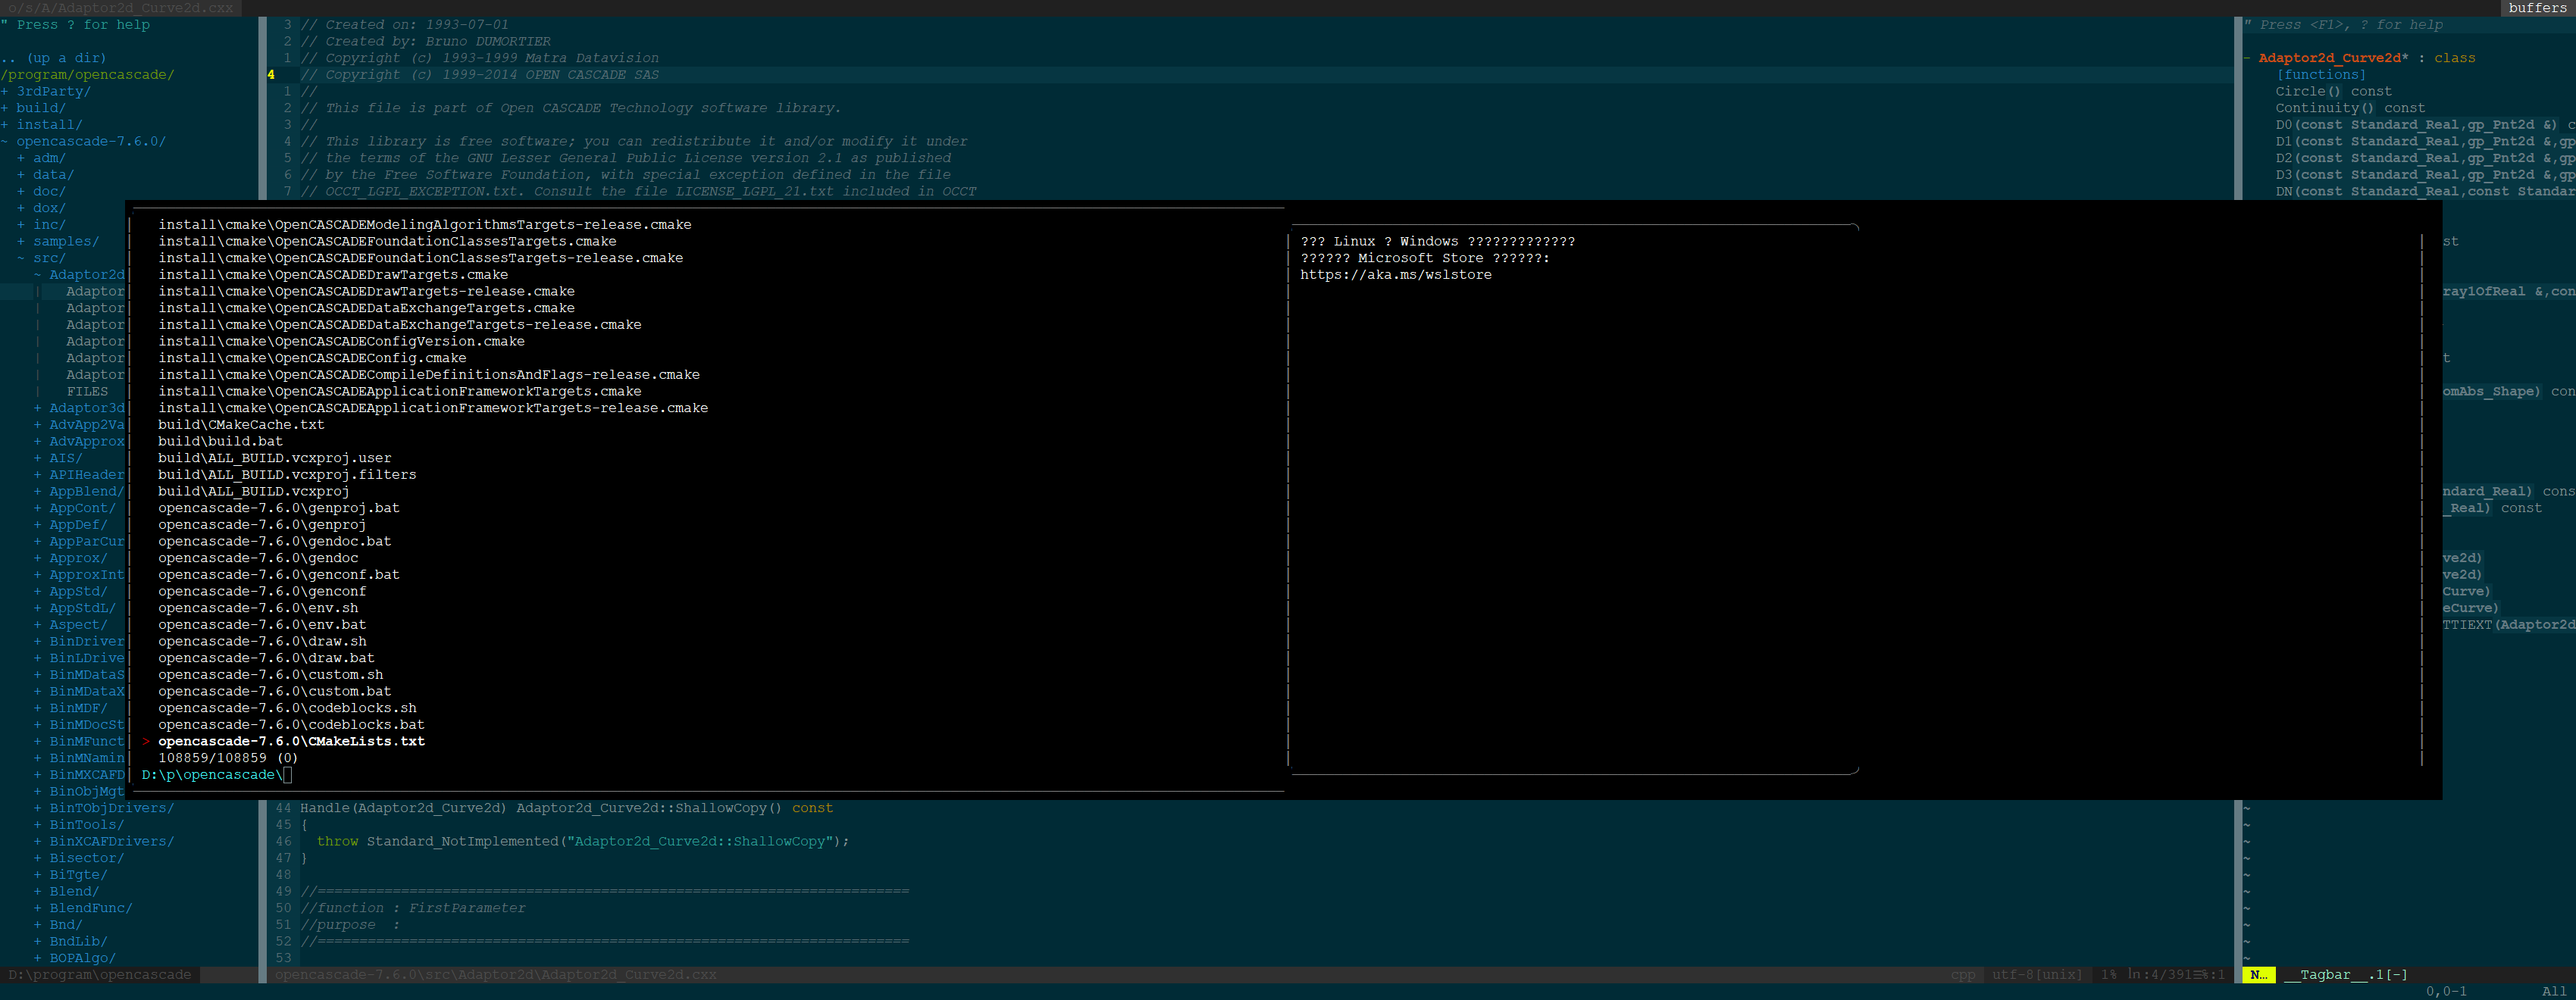 o/s/A/Adaptor2d_Curve2d.cxx
buffers
" Press ? for help
.. (up a dir)
/program/opencascade/
+ 3rdParty/
+ build/
+ install/
~ opencascade-7.6.0/
+ adm/
+ data/
+ doc/
+ dox/
+ inc/
+ samples/
~ src/
~ Adaptor2d
| Adaptor
| Adaptor
| Adaptor
| Adaptor
| Adaptor
| Adaptor
| FILES
+ Adaptor3d
+ AdvApp2Va
+ AdvApprox
+ AIS/
+ APIHeader
+ AppBlend/
+ AppCont/
+ AppDef/
+ AppParCur
+ Approx/
+ ApproxInt
+ AppStd/
+ AppStdL/
+ Aspect/
+ BinDriver
+ BinLDrive
+ BinMDataS
+ BinMDataX
+ BinMDF/
+ BinMDocSt
+ BinMFunct
+ BinMNamin
+ BinMXCAFD
+ BinObjMgt
+ BinTObjDrivers/
+ BinTools/
+ BinXCAFDrivers/
+ Bisector/
+ BiTgte/
+ Blend/
+ BlendFunc/
+ Bnd/
+ BndLib/
+ BOPAlgo/
D:\program\opencascade
3 // Created on: 1993-07-01
2 // Created by: Bruno DUMORTIER
1 // Copyright (c) 1993-1999 Matra Datavision
4 // Copyright (c) 1999-2014 OPEN CASCADE SAS
1 //
2 // This file is part of Open CASCADE Technology software library.
3 //
4 // This library is free software; you can redistribute it and/or modify it under
5 // the terms of the GNU Lesser General Public License version 2.1 as published
6 // by the Free Software Foundation, with special exception defined in the file
7 // OCCT_LGPL_EXCEPTION.txt. Consult the file LICENSE_LGPL_21.txt included in OCCT
install\cmake\OpenCASCADEModelingAlgorithmsTargets-release.cmake
install\cmake\OpenCASCADEFoundationClassesTargets.cmake
install\cmake\OpenCASCADEFoundationClassesTargets-release.cmake
install\cmake\OpenCASCADEDrawTargets.cmake
install\cmake\OpenCASCADEDrawTargets-release.cmake
install\cmake\OpenCASCADEDataExchangeTargets.cmake
install\cmake\OpenCASCADEDataExchangeTargets-release.cmake
install\cmake\OpenCASCADEConfigVersion.cmake
install\cmake\OpenCASCADEConfig.cmake
install\cmake\OpenCASCADECompileDefinitionsAndFlags-release.cmake
install\cmake\OpenCASCADEApplicationFrameworkTargets.cmake
install\cmake\OpenCASCADEApplicationFrameworkTargets-release.cmake
build\CMakeCache.txt
build\build.bat
build\ALL_BUILD.vcxproj.user
build\ALL_BUILD.vcxproj.filters
build\ALL_BUILD.vcxproj
opencascade-7.6.0\genproj.bat
opencascade-7.6.0\genproj
opencascade-7.6.0\gendoc.bat
opencascade-7.6.0\gendoc
opencascade-7.6.0\genconf.bat
opencascade-7.6.0\genconf
opencascade-7.6.0\env.sh
opencascade-7.6.0\env.bat
opencascade-7.6.0\draw.sh
opencascade-7.6.0\draw.bat
opencascade-7.6.0\custom.sh
opencascade-7.6.0\custom.bat
opencascade-7.6.0\codeblocks.sh
opencascade-7.6.0\codeblocks.bat
> opencascade-7.6.0\CMakeLists.txt
108859/108859 (0)
D:\p\opencascade\
??? Linux ? Windows ?????????????
?????? Microsoft Store ??????:
https://aka.ms/wslstore
44 Handle(Adaptor2d_Curve2d) Adaptor2d_Curve2d::ShallowCopy() const
45 {
46 throw Standard_NotImplemented("Adaptor2d_Curve2d::ShallowCopy");
47 }
48
49 //=======================================================================
50 //function : FirstParameter
51 //purpose :
52 //=======================================================================
53
opencascade-7.6.0\src\Adaptor2d\Adaptor2d_Curve2d.cxx
cpp utf-8[unix] 1% ln:4/391≡%:1
" Press <F1>, ? for help
- Adaptor2d_Curve2d* : class
[functions]
Circle() const
Continuity() const
D0(const Standard_Real,gp_Pnt2d &) c
D1(const Standard_Real,gp_Pnt2d &,gp
D2(const Standard_Real,gp_Pnt2d &,gp
D3(const Standard_Real,gp_Pnt2d &,gp
DN(const Standard_Real,const Standar
st
ray1OfReal &,con
t
omAbs_Shape) con
ndard_Real) cons
_Real) const
ve2d)
ve2d)
Curve)
eCurve)
TTIEXT(Adaptor2d
~
~
~
~
~
~
~
~
~
~
N… __Tagbar__.1[-]
0,0-1 All